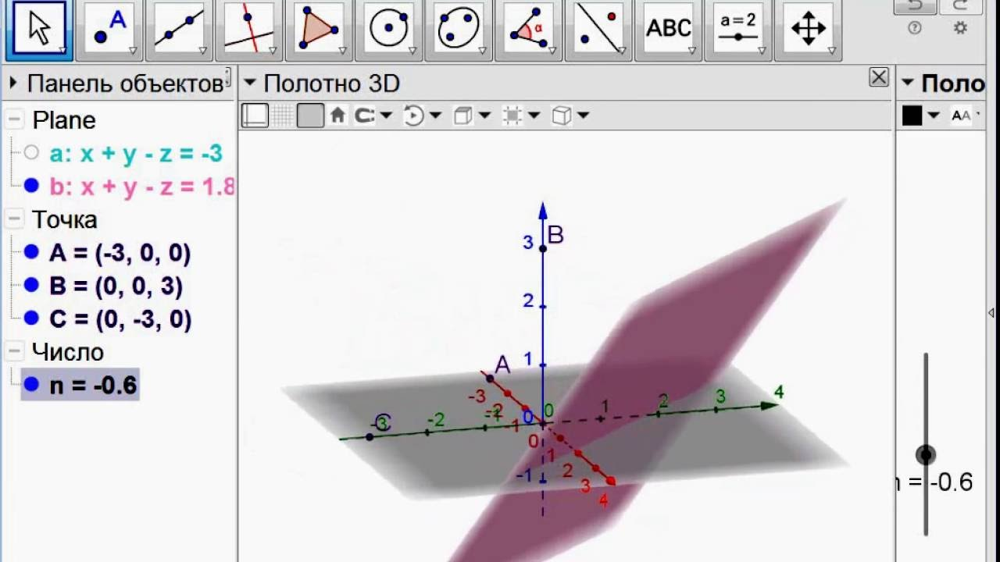 A
α
ABC
a=2
Панель объектов
Полотно 3D
Поло
AA
Plane
a: x + y - z = -3
b: x + y - z = 1.8
Точка
A = (-3, 0, 0)
B = (0, 0, 3)
C = (0, -3, 0)
Число
n = -0.6
B
3
2
1
A
-3
-2
-1
0
0
0
1
2
3
4
C
-3
-2
-1
1
2
3
4
-1
n = -0.6